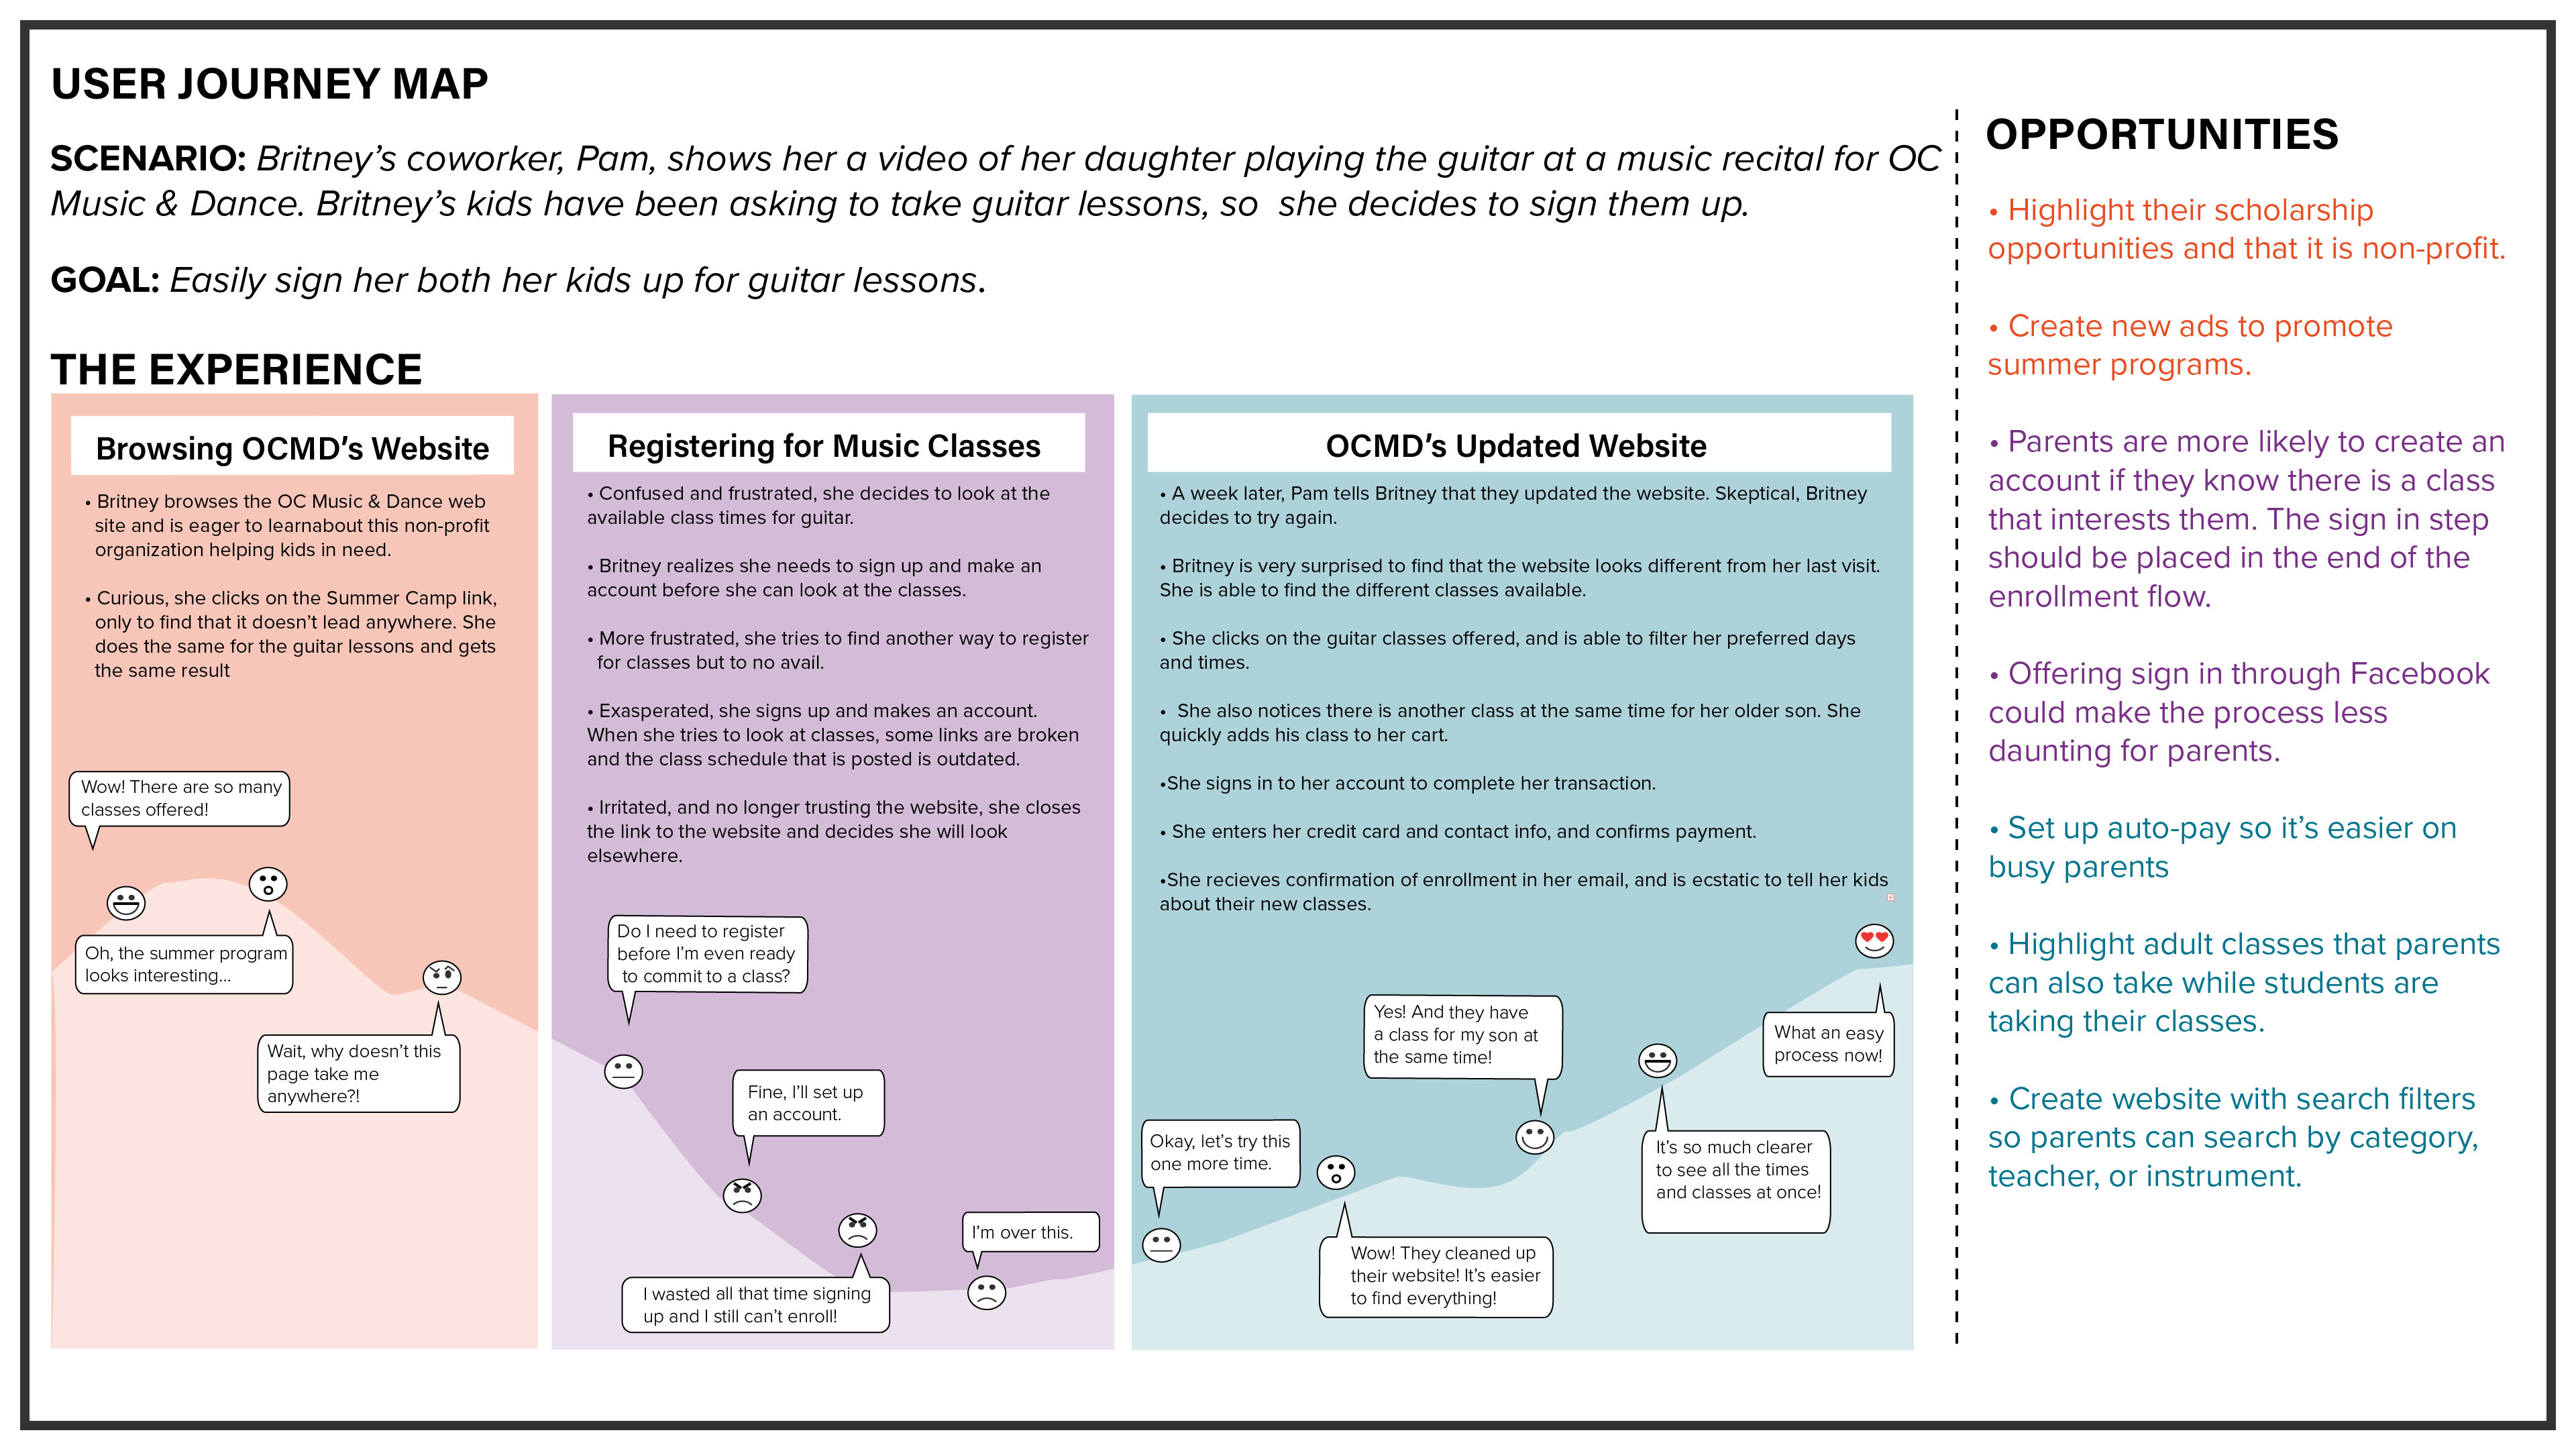 USER JOURNEY MAP
SCENARIO: Britney's coworker, Pam, shows her a video of her daughter playing the guitar at a music recital for OC
Music & Dance. Britney's kids have been asking to take guitar lessons, so  she decides to sign them up.
GOAL: Easily sign her both her kids up for guitar lessons.
THE EXPERIENCE
Browsing OCMD's Website
• Britney browses the OC Music & Dance web
site and is eager to learnabout this non-profit
organization helping kids in need.
• Curious, she clicks on the Summer Camp link,
only to find that it doesn't lead anywhere. She
does the same for the guitar lessons and gets
the same result
Wow! There are so many
classes offered!
Oh, the summer program
looks interesting...
Wait, why doesn't this
page take me
anywhere?!
Registering for Music Classes
• Confused and frustrated, she decides to look at the
available class times for guitar.
• Britney realizes she needs to sign up and make an
account before she can look at the classes.
• More frustrated, she tries to find another way to register
for classes but to no avail.
• Exasperated, she signs up and makes an account.
When she tries to look at classes, some links are broken
and the class schedule that is posted is outdated.
• Irritated, and no longer trusting the website, she closes
the link to the website and decides she will look
elsewhere.
Do I need to register
before I'm even ready
to commit to a class?
Fine, I'll set up
an account.
I wasted all that time signing
up and I still can't enroll!
I'm over this.
OCMD's Updated Website
• A week later, Pam tells Britney that they updated the website. Skeptical, Britney
decides to try again.
• Britney is very surprised to find that the website looks different from her last visit.
She is able to find the different classes available.
• She clicks on the guitar classes offered, and is able to filter her preferred days
and times.
•  She also notices there is another class at the same time for her older son. She
quickly adds his class to her cart.
•She signs in to her account to complete her transaction.
• She enters her credit card and contact info, and confirms payment.
•She recieves confirmation of enrollment in her email, and is ecstatic to tell her kids
about their new classes.
Okay, let's try this
one more time.
Wow! They cleaned up
their website! It's easier
to find everything!
Yes! And they have
a class for my son at
the same time!
It's so much clearer
to see all the times
and classes at once!
What an easy
process now!
OPPORTUNITIES
• Highlight their scholarship
opportunities and that it is non-profit.
• Create new ads to promote
summer programs.
• Parents are more likely to create an
account if they know there is a class
that interests them. The sign in step
should be placed in the end of the
enrollment flow.
• Offering sign in through Facebook
could make the process less
daunting for parents.
• Set up auto-pay so it's easier on
busy parents
• Highlight adult classes that parents
can also take while students are
taking their classes.
• Create website with search filters
so parents can search by category,
teacher, or instrument.